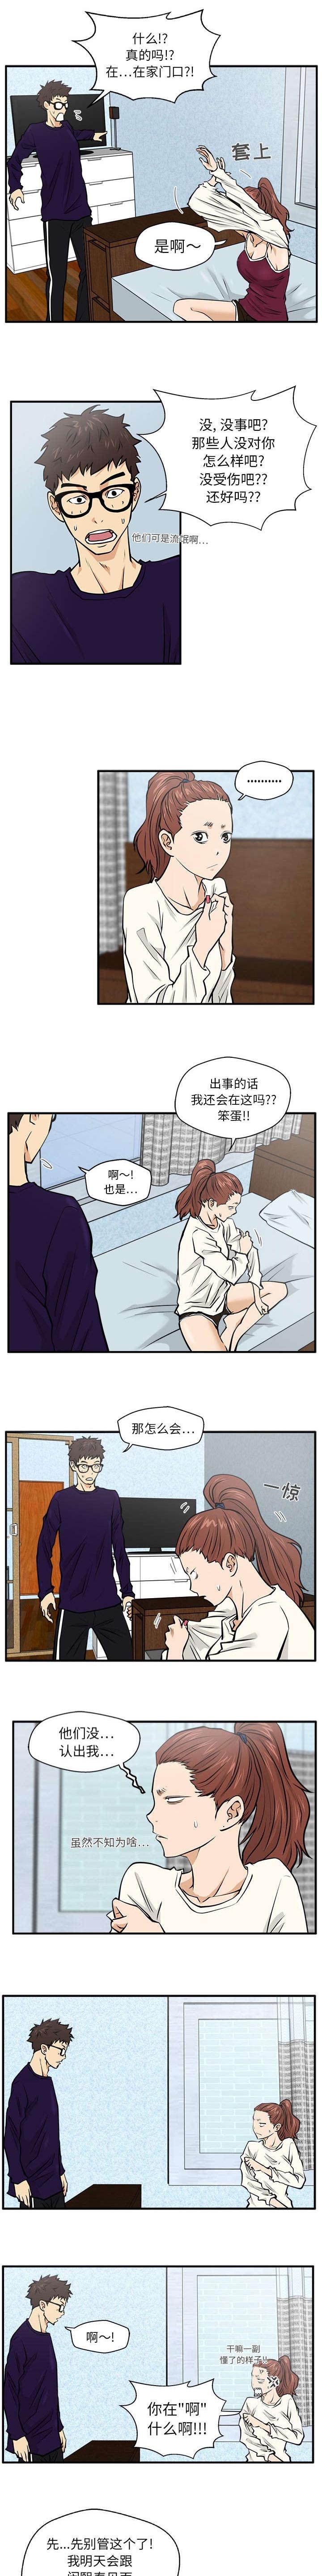 什么!?
真的吗!?
在...在家门口?!
套上
是啊~
没, 没事吧?
那些人没对你
怎么样吧?
没受伤吧??
还好吗??
他们可是流氓啊...
..........
出事的话
我还会在这吗??
笨蛋!!
啊~!
也是...
那怎么会...
一惊
他们没...
认出我...
虽然不知为啥...
啊~!
干嘛一副
懂了的样子!!
你在"啊"
什么啊!!!
先...先别管这个了!
我明天会跟